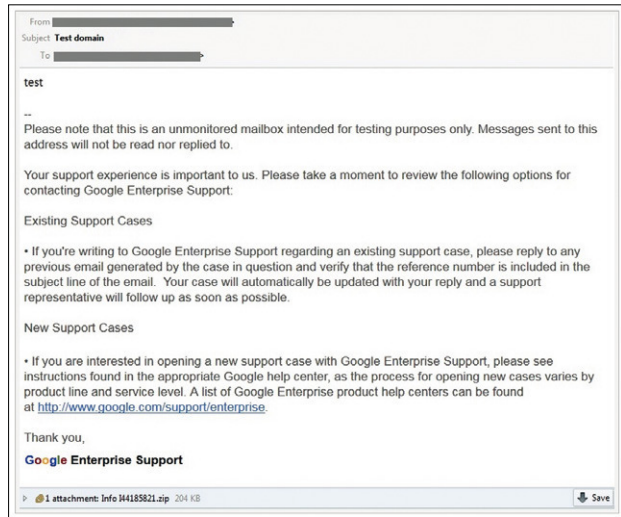 From
Subject Test domain
To
test
--
Please note that this is an unmonitored mailbox intended for testing purposes only. Messages sent to this
address will not be read nor replied to.
Your support experience is important to us. Please take a moment to review the following options for
contacting Google Enterprise Support:
Existing Support Cases
• If you're writing to Google Enterprise Support regarding an existing support case, please reply to any
previous email generated by the case in question and verify that the reference number is included in the
subject line of the email. Your case will automatically be updated with your reply and a support
representative will follow up as soon as possible.
New Support Cases
• If you are interested in opening a new support case with Google Enterprise Support, please see
instructions found in the appropriate Google help center, as the process for opening new cases varies by
product line and service level. A list of Google Enterprise product help centers can be found
at http://www.google.com/support/enterprise.
Thank you,
Google Enterprise Support
1 attachment: Info I44185821.zip 204 KB
Save